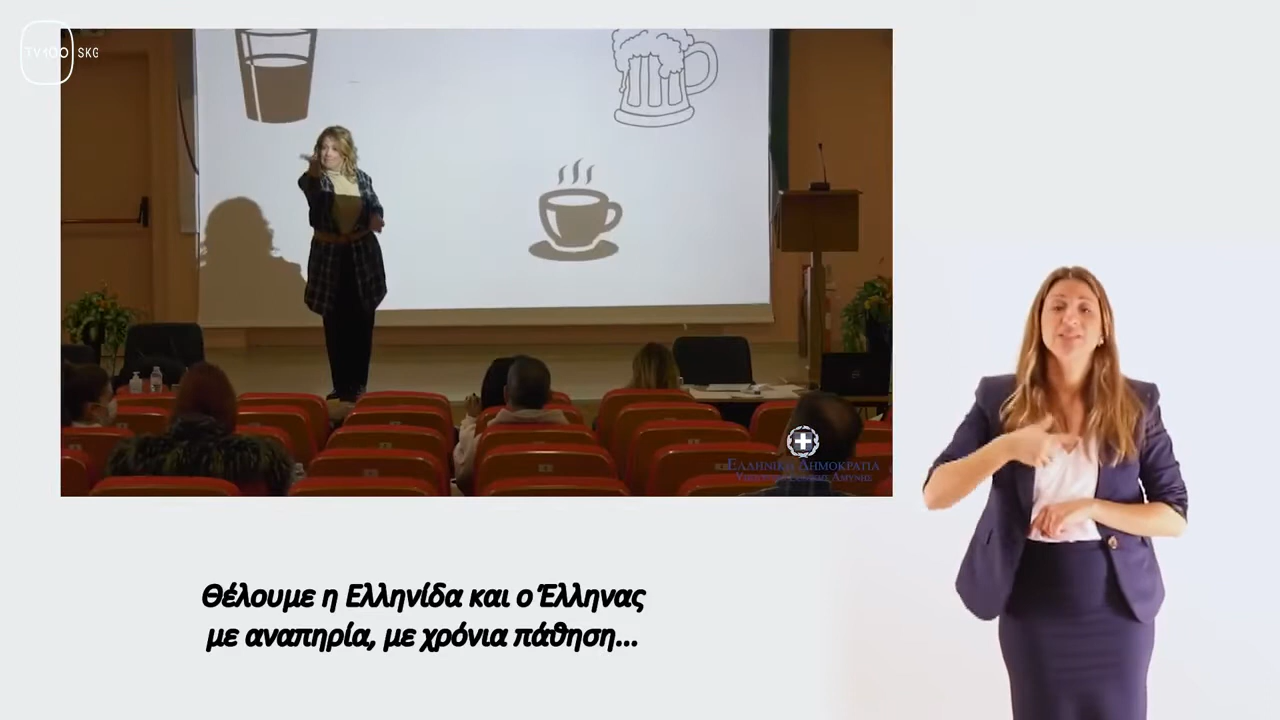 TV100 SKG
ΕΛΛΗΝΙΚΗ ΔΗΜΟΚΡΑΤΙΑ
Θέλουμε η Ελληνίδα και ο Έλληνας
με αναπηρία, με χρόνια πάθηση...